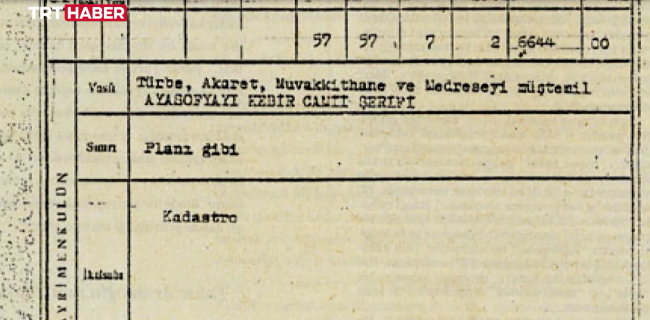 TRT HABER
57 57 7 2 6644 00
Vasfı Türbe, Akaret, Muvakkithane ve Medreseyi müştemil
AYASOFYAYI KEBİR CAMİİ ŞERİFİ
Sınırı Planı gibi
Kadastro
İktisabı